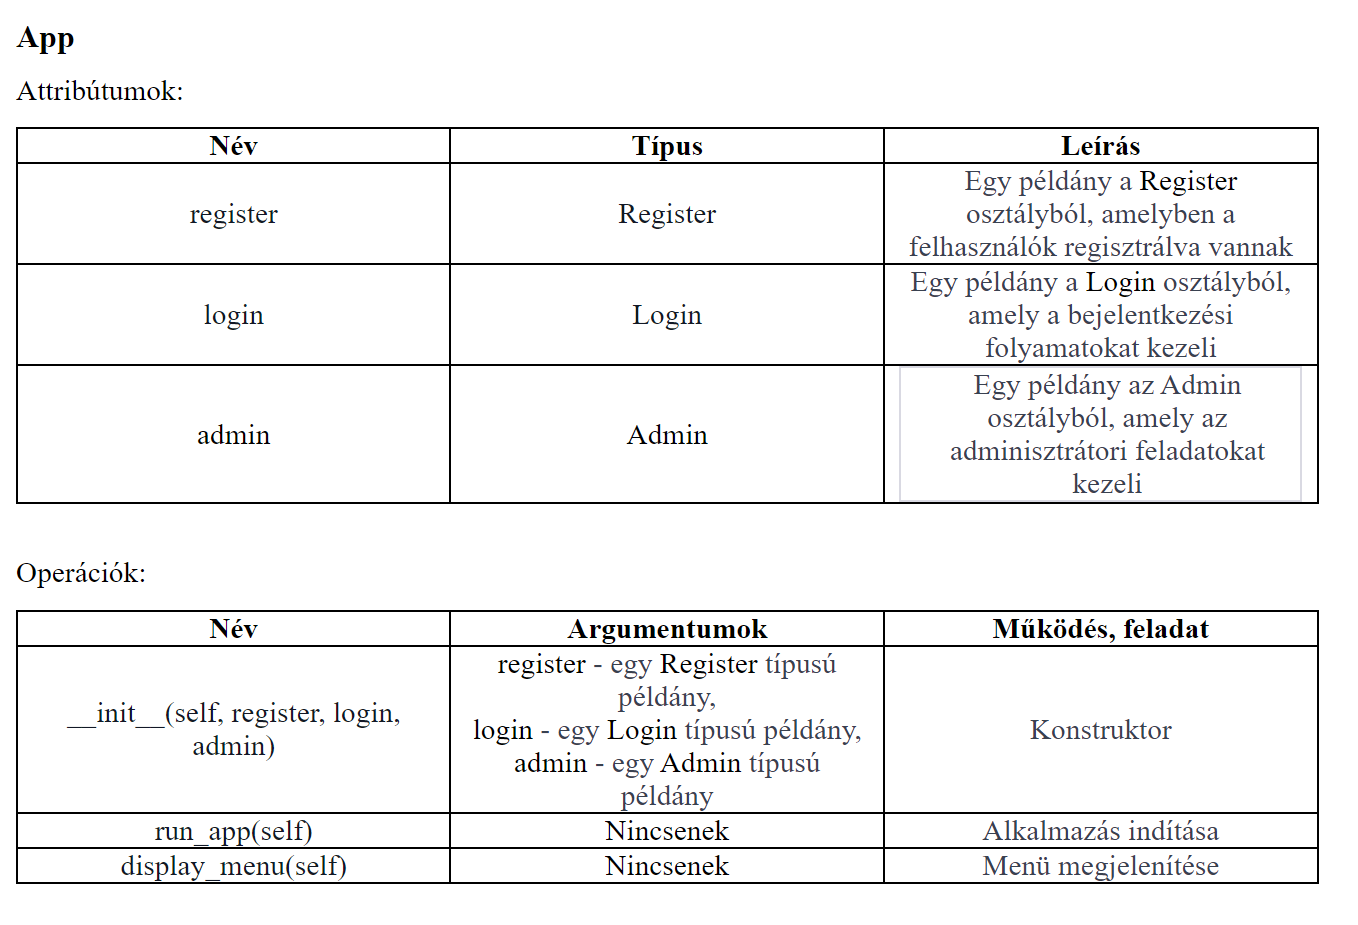 App
Attribútumok:
Név Típus Leírás
register Register Egy példány a Register
osztályból, amelyben a
felhasználók regisztrálva vannak
login Login Egy példány a Login osztályból,
amely a bejelentkezési
folyamatokat kezeli
admin Admin Egy példány az Admin
osztályból, amely az
adminisztrátori feladatokat
kezeli
Operációk:
Név Argumentumok Működés, feladat
__init__(self, register, login,
admin)
register - egy Register típusú
példány,
login - egy Login típusú példány,
admin - egy Admin típusú
példány
Konstruktor
run_app(self) Nincsenek Alkalmazás indítása
display_menu(self) Nincsenek Menü megjelenítése